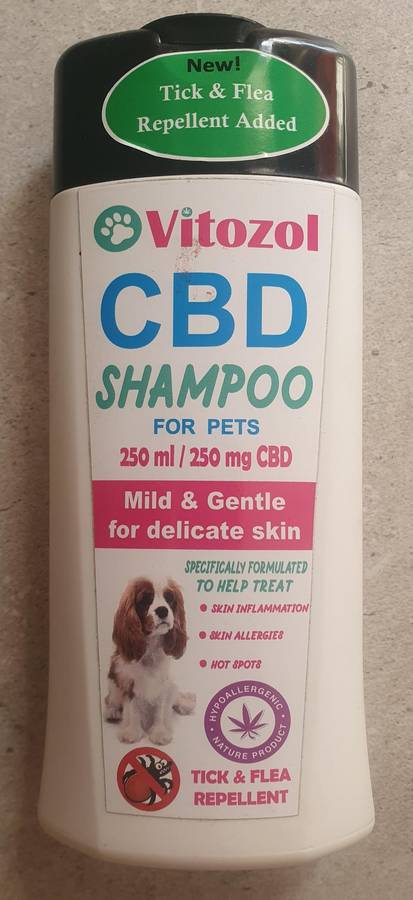 New!
Tick & Flea
Repellent Added
Vitozol
CBD
SHAMPOO
FOR PETS
250 ml / 250 mg CBD
Mild & Gentle
for delicate skin
SPECIFICALLY FORMULATED
TO HELP TREAT
• SKIN INFLAMMATION
• SKIN ALLERGIES
• HOT SPOTS
HYPOALLERGENIC
NATURE PRODUCT
TICK & FLEA
REPELLENT